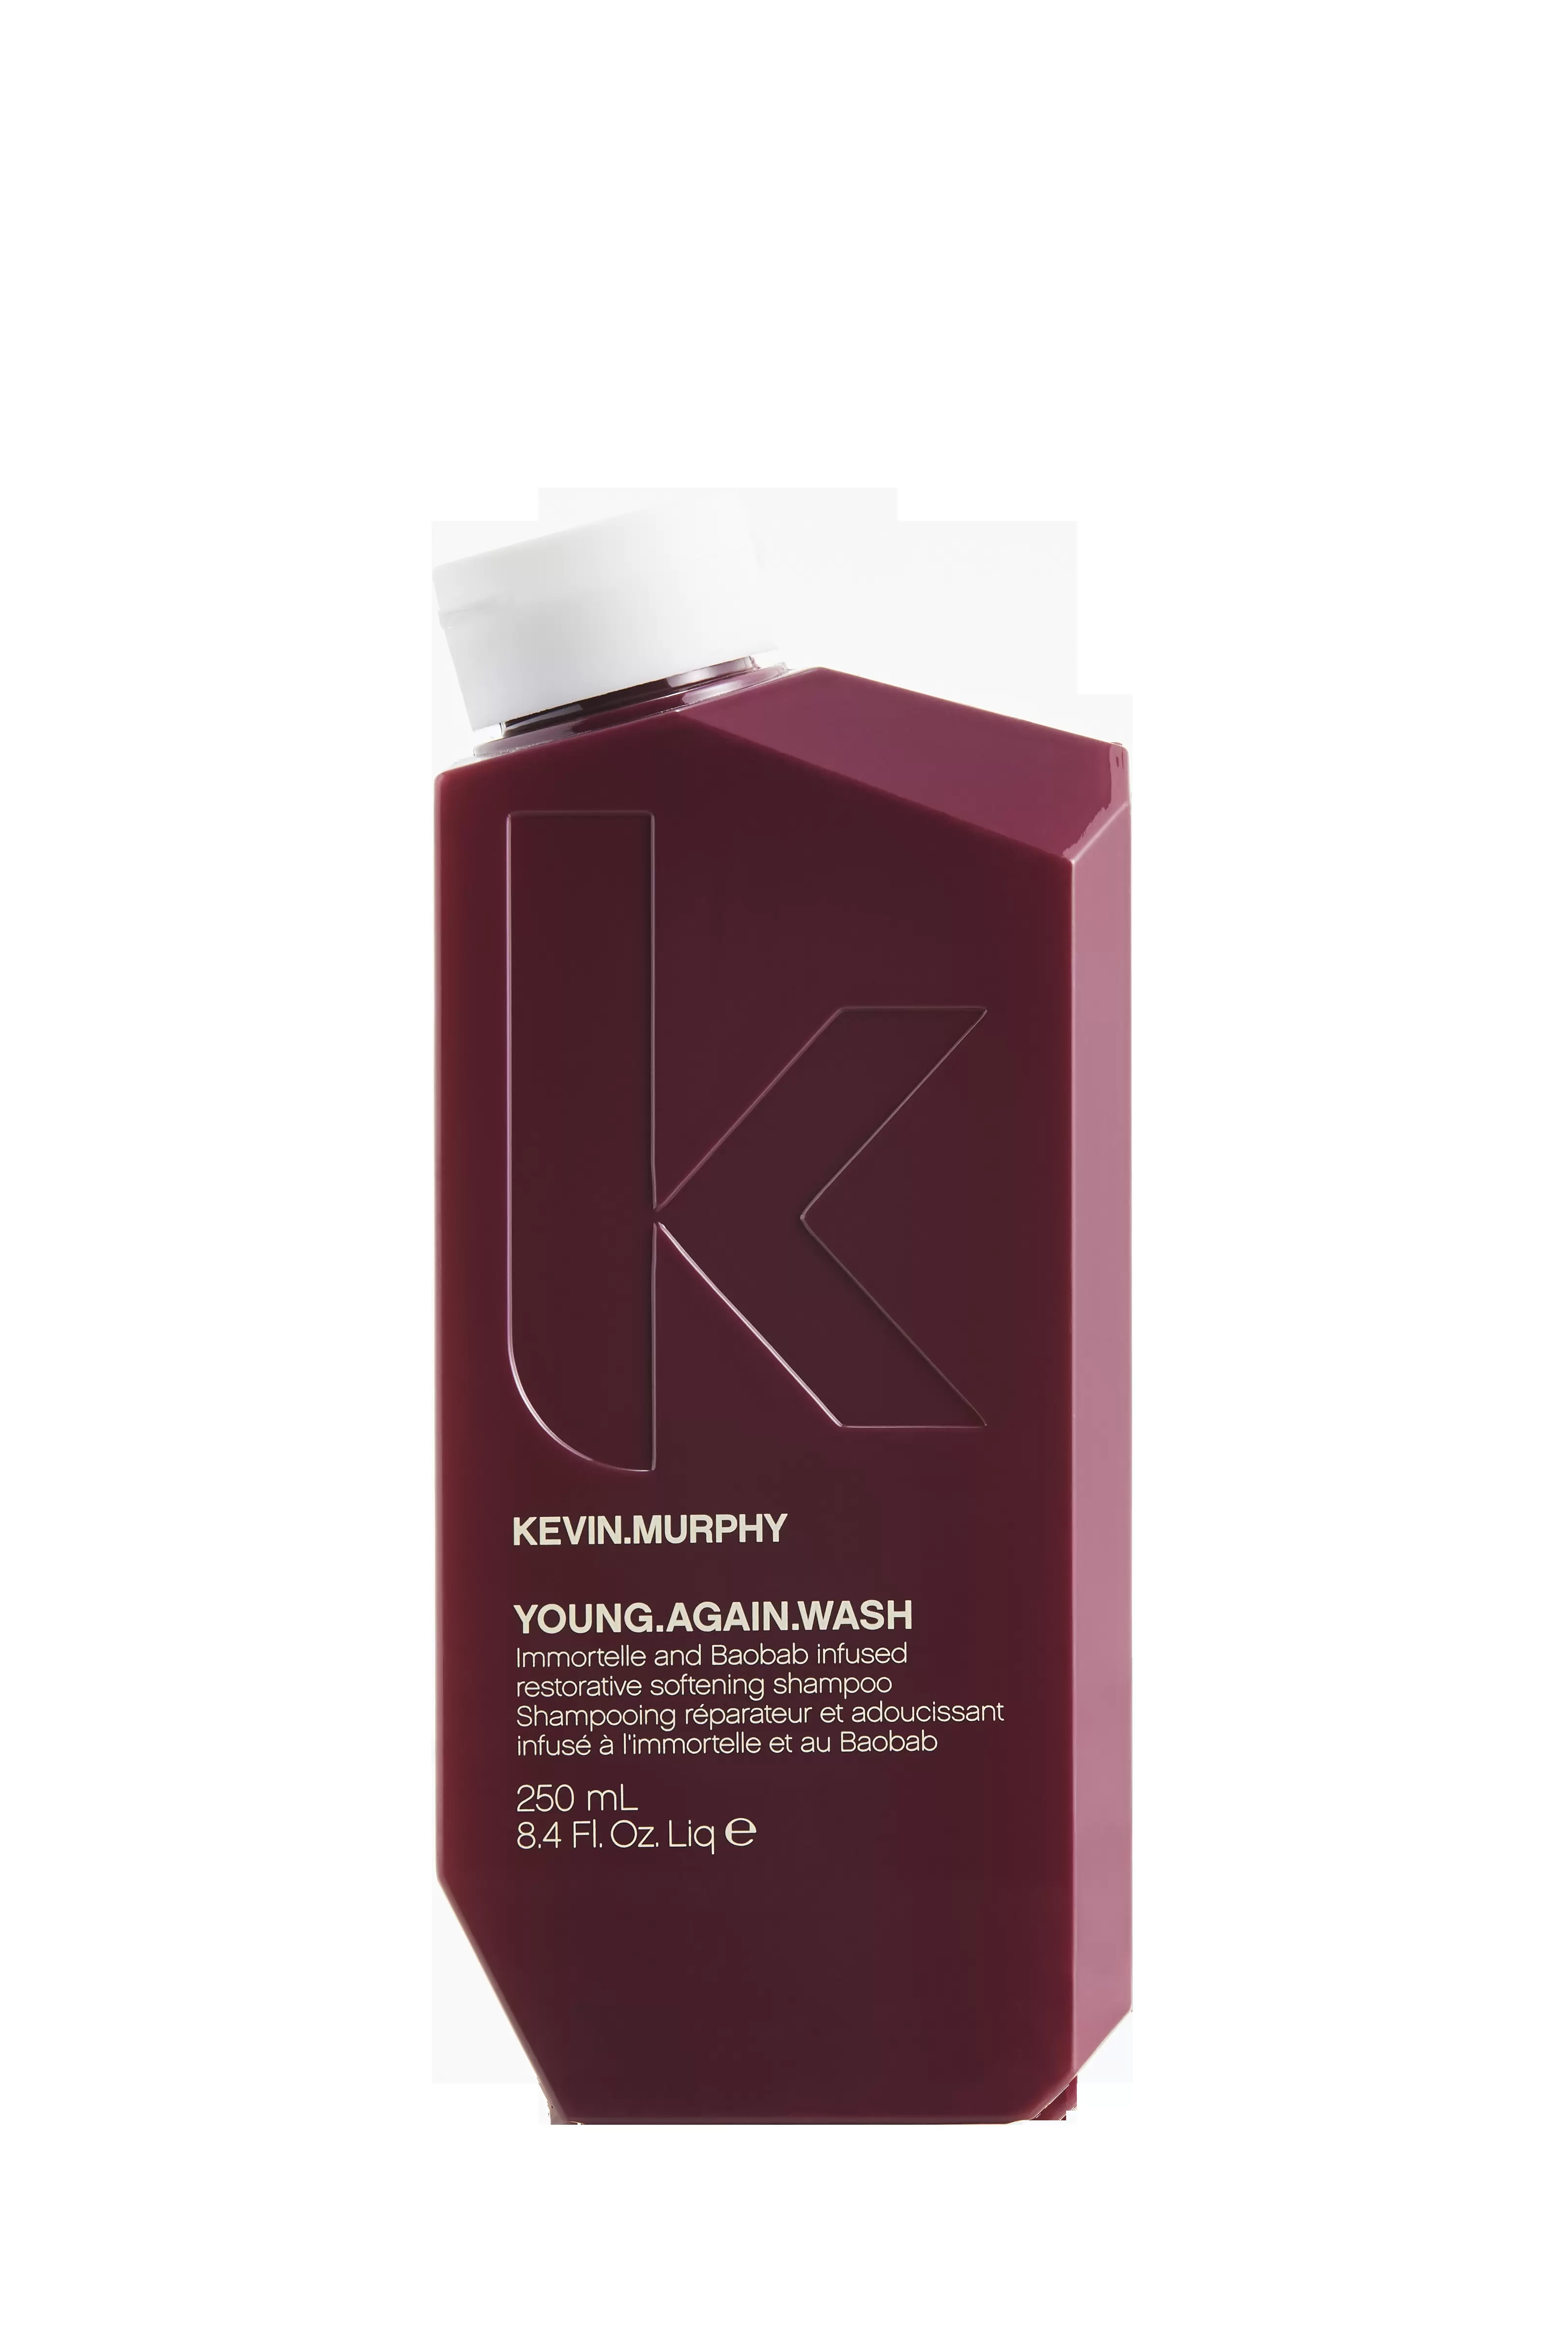 k
KEVIN.MURPHY
YOUNG.AGAIN.WASH
Immortelle and Baobab infused
restorative softening shampoo
Shampooing réparateur et adoucissant
infusé à l'immortelle et au Baobab
250 mL
8.4 Fl. Oz. Liq ℮